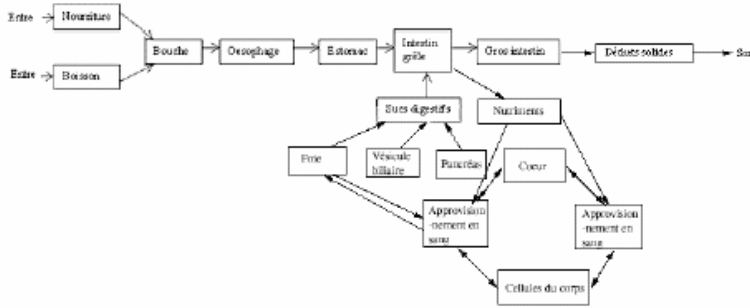 Entre
Nourriture
Entre
Boisson
Bouche
Oesophage
Estomac
Intestin
grêle
Gros intestin
Déchets solides
Sucs digestifs
Nutriments
Foie
Vésicule
biliaire
Pancréas
Coeur
Approvision
-nement en
sang
Approvision
-nement en
sang
Cellules du corps